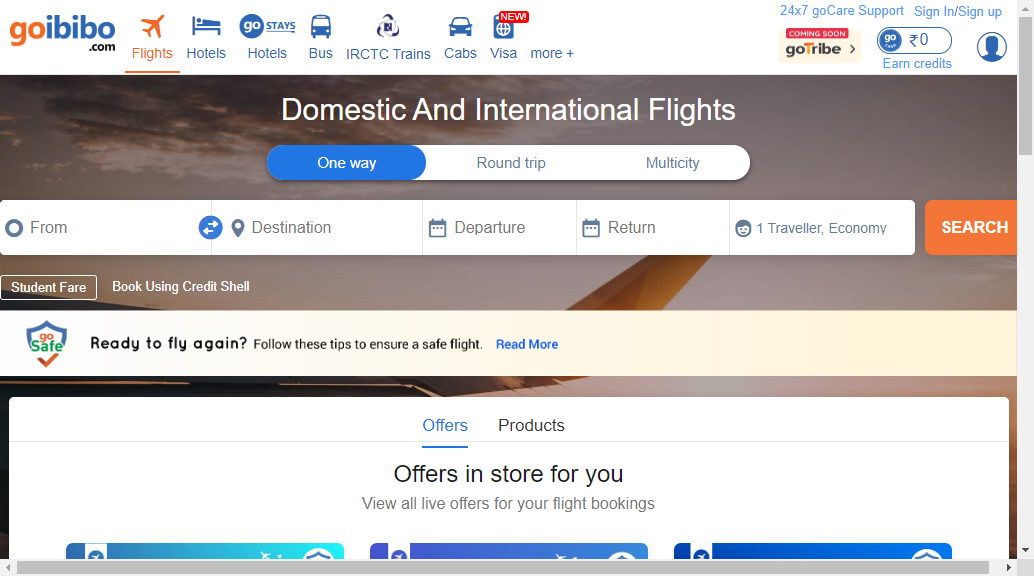 24x7 goCare Support Sign In/Sign up
goibibo.com
Flights
Hotels
go STAYS
Hotels
Bus
IRCTC Trains
Cabs
NEW!
Visa
more +
COMING SOON
goTribe
go CASH ₹0
Earn credits
Domestic And International Flights
One way Round trip Multicity
From Destination Departure Return 1 Traveller, Economy SEARCH
Student Fare Book Using Credit Shell
go Safe
Ready to fly again? Follow these tips to ensure a safe flight. Read More
Offers Products
Offers in store for you
View all live offers for your flight bookings